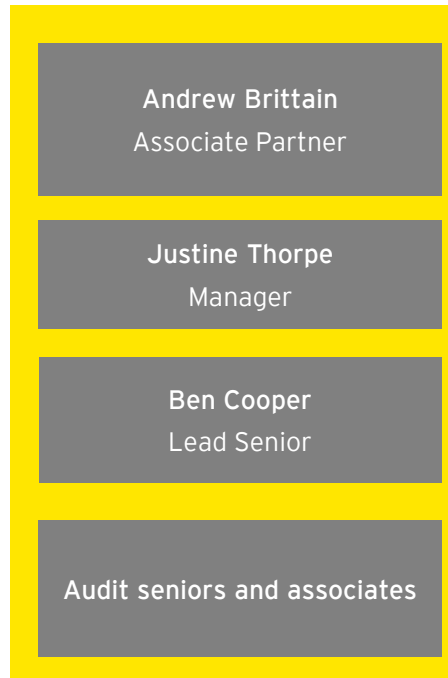 Andrew Brittain
Associate Partner
Justine Thorpe
Manager
Ben Cooper
Lead Senior
Audit seniors and associates